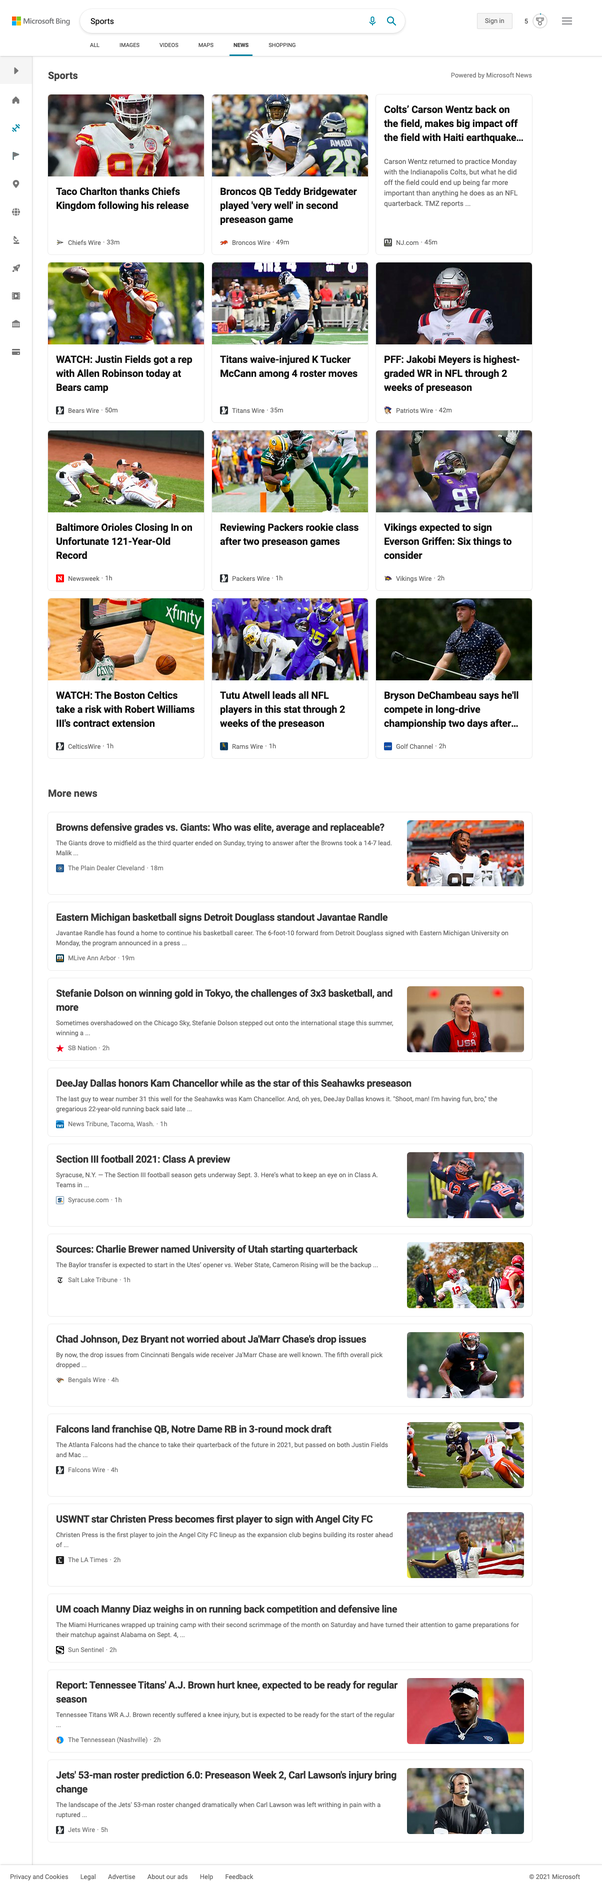 Microsoft Bing
Sports
Sign in
5
ALL
IMAGES
VIDEOS
MAPS
NEWS
SHOPPING
Sports
Powered by Microsoft News
Taco Charlton thanks Chiefs
Kingdom following his release
Chiefs Wire · 33m
AMADI
28
Broncos QB Teddy Bridgewater
played 'very well' in second
preseason game
Broncos Wire · 49m
Colts' Carson Wentz back on
the field, makes big impact off
the field with Haiti earthquake...
Carson Wentz returned to practice Monday
with the Indianapolis Colts, but what he did
off the field could end up being far more
important than anything he does as an NFL
quarterback. TMZ reports ...
NJ.com · 45m
1
WATCH: Justin Fields got a rep
with Allen Robinson today at
Bears camp
Bears Wire · 50m
Titans waive-injured K Tucker
McCann among 4 roster moves
Titans Wire · 35m
PFF: Jakobi Meyers is highest-
graded WR in NFL through 2
weeks of preseason
Patriots Wire · 42m
Baltimore Orioles Closing In on
Unfortunate 121-Year-Old
Record
Newsweek · 1h
Reviewing Packers rookie class
after two preseason games
Packers Wire · 1h
97
Vikings expected to sign
Everson Griffen: Six things to
consider
Vikings Wire · 2h
xfinity
WATCH: The Boston Celtics
take a risk with Robert Williams
III's contract extension
CelticsWire · 1h
15
Tutu Atwell leads all NFL
players in this stat through 2
weeks of the preseason
Rams Wire · 1h
Bryson DeChambeau says he'll
compete in long-drive
championship two days after...
Golf Channel · 2h
More news
Browns defensive grades vs. Giants: Who was elite, average and replaceable?
The Giants drove to midfield as the third quarter ended on Sunday, trying to answer after the Browns took a 14-7 lead.
Malik ...
The Plain Dealer Cleveland · 18m
Eastern Michigan basketball signs Detroit Douglass standout Javantae Randle
Javantae Randle has found a home to continue his basketball career. The 6-foot-10 forward from Detroit Douglass signed with Eastern Michigan University on
Monday, the program announced in a press ...
MLive Ann Arbor · 19m
Stefanie Dolson on winning gold in Tokyo, the challenges of 3x3 basketball, and
more
Sometimes overshadowed on the Chicago Sky, Stefanie Dolson stepped out onto the international stage this summer,
winning a ...
SB Nation · 2h
USA
DeeJay Dallas honors Kam Chancellor while as the star of this Seahawks preseason
The last guy to wear number 31 this well for the Seahawks was Kam Chancellor. And, oh yes, DeeJay Dallas knows it. "Shoot, man! I'm having fun, bro," the
gregarious 22-year-old running back said late ...
News Tribune, Tacoma, Wash. · 1h
Section III football 2021: Class A preview
Syracuse, N.Y. — The Section III football season gets underway Sept. 3. Here's what to keep an eye on in Class A.
Teams in ...
Syracuse.com · 1h
Sources: Charlie Brewer named University of Utah starting quarterback
The Baylor transfer is expected to start in the Utes' opener vs. Weber State, Cameron Rising will be the backup ...
Salt Lake Tribune · 1h
12
Chad Johnson, Dez Bryant not worried about Ja'Marr Chase's drop issues
By now, the drop issues from Cincinnati Bengals wide receiver Ja'Marr Chase are well known. The fifth overall pick
dropped ...
Bengals Wire · 4h
Falcons land franchise QB, Notre Dame RB in 3-round mock draft
The Atlanta Falcons had the chance to take their quarterback of the future in 2021, but passed on both Justin Fields
and Mac ...
Falcons Wire · 4h
USWNT star Christen Press becomes first player to sign with Angel City FC
Christen Press is the first player to join the Angel City FC lineup as the expansion club begins building its roster ahead
of ...
The LA Times · 2h
UM coach Manny Diaz weighs in on running back competition and defensive line
The Miami Hurricanes wrapped up training camp with their second scrimmage of the month on Saturday and have turned their attention to game preparations for
their matchup against Alabama on Sept. 4, ...
Sun Sentinel · 2h
Report: Tennessee Titans' A.J. Brown hurt knee, expected to be ready for regular
season
Tennessee Titans WR A.J. Brown recently suffered a knee injury, but is expected to be ready for the start of the regular
...
The Tennessean (Nashville) · 2h
Jets' 53-man roster prediction 6.0: Preseason Week 2, Carl Lawson's injury bring
change
The landscape of the Jets' 53-man roster changed dramatically when Carl Lawson was left writhing in pain with a
ruptured ...
Jets Wire · 5h
Privacy and Cookies
Legal
Advertise
About our ads
Help
Feedback
© 2021 Microsoft